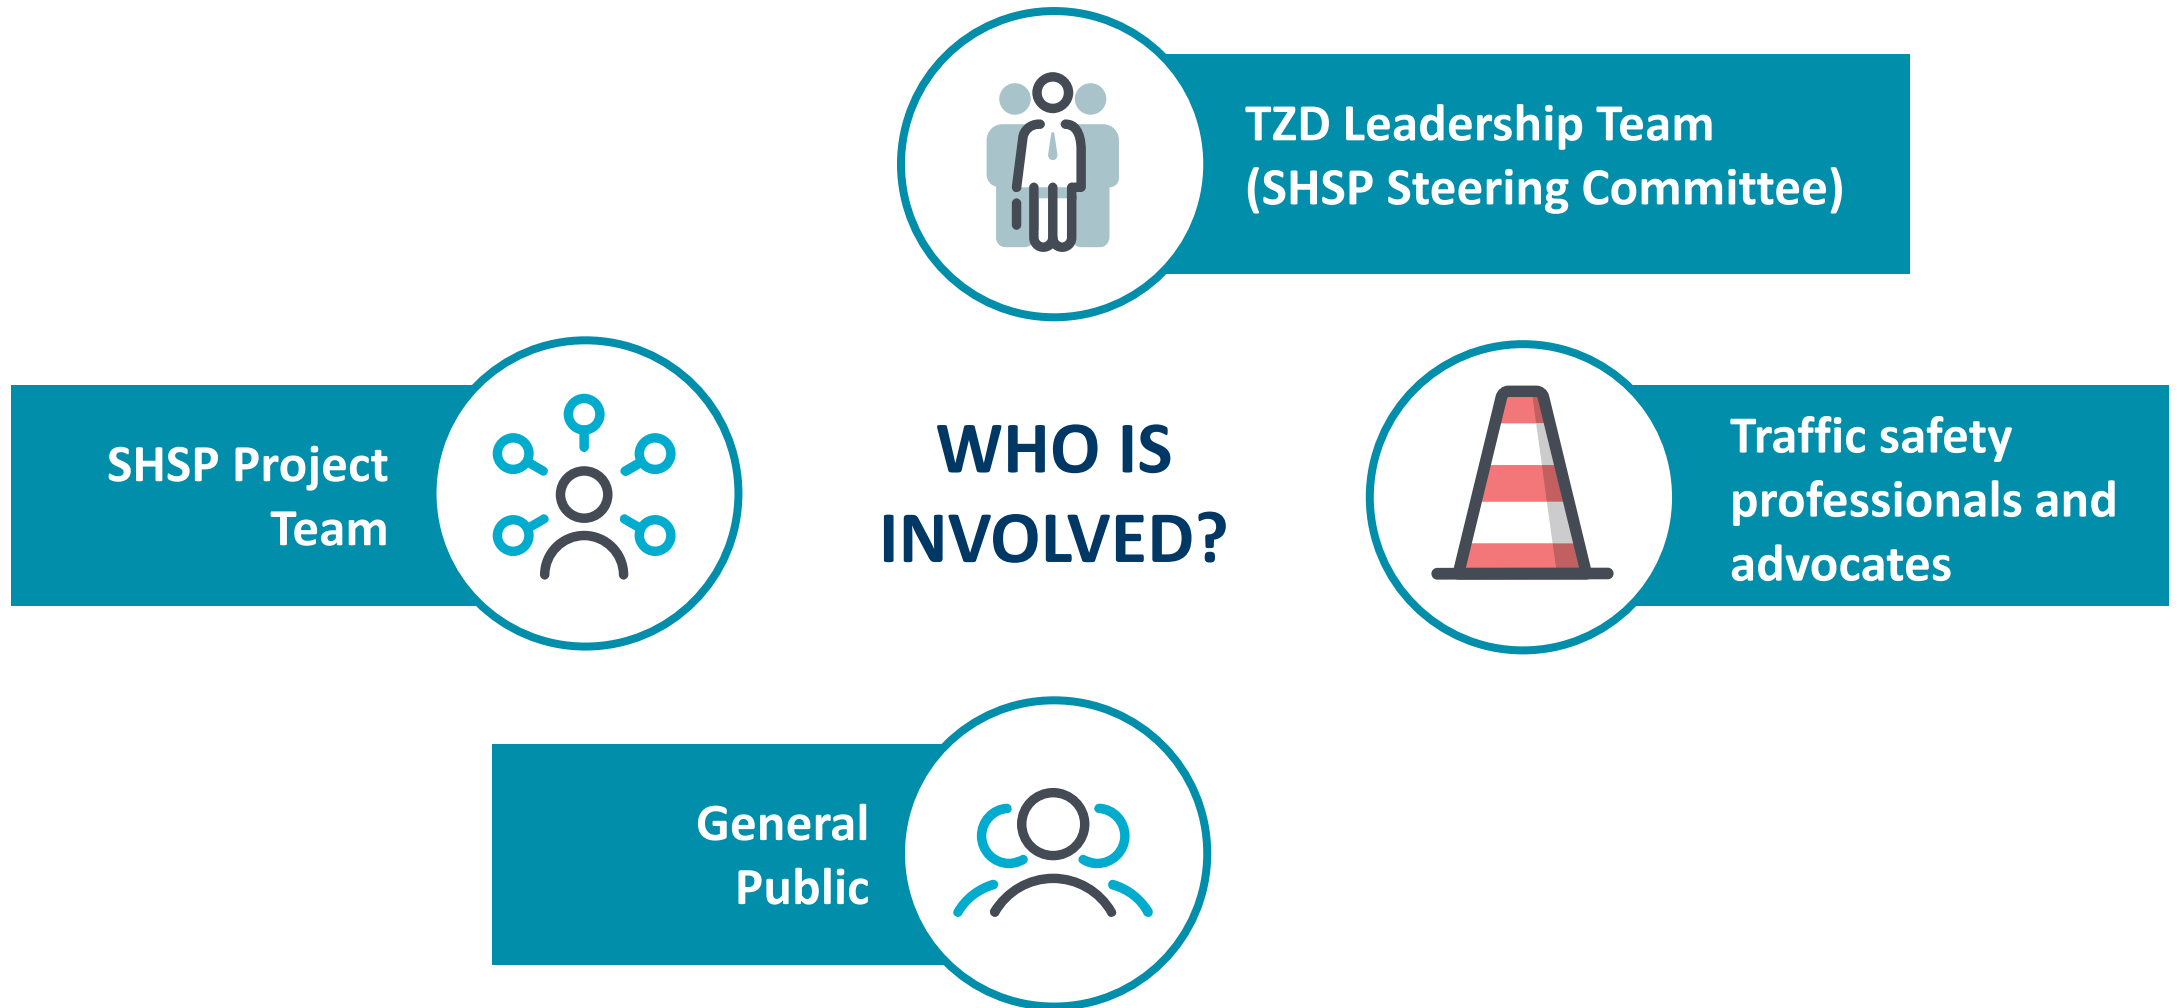 TZD Leadership Team
(SHSP Steering Committee)
SHSP Project
Team
WHO IS
INVOLVED?
Traffic safety
professionals and
advocates
General
Public